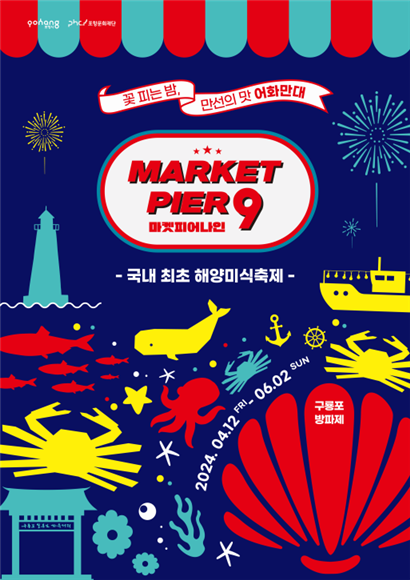 pohang phcf 포항문화재단
꽃 피는 밤,
만선의 맛 어화만대
MARKET
PIER 9
마켓피어나인
- 국내 최초 해양미식축제 -
2024. 04.12 FRI - 06.02 SUN
구룡포
방파제